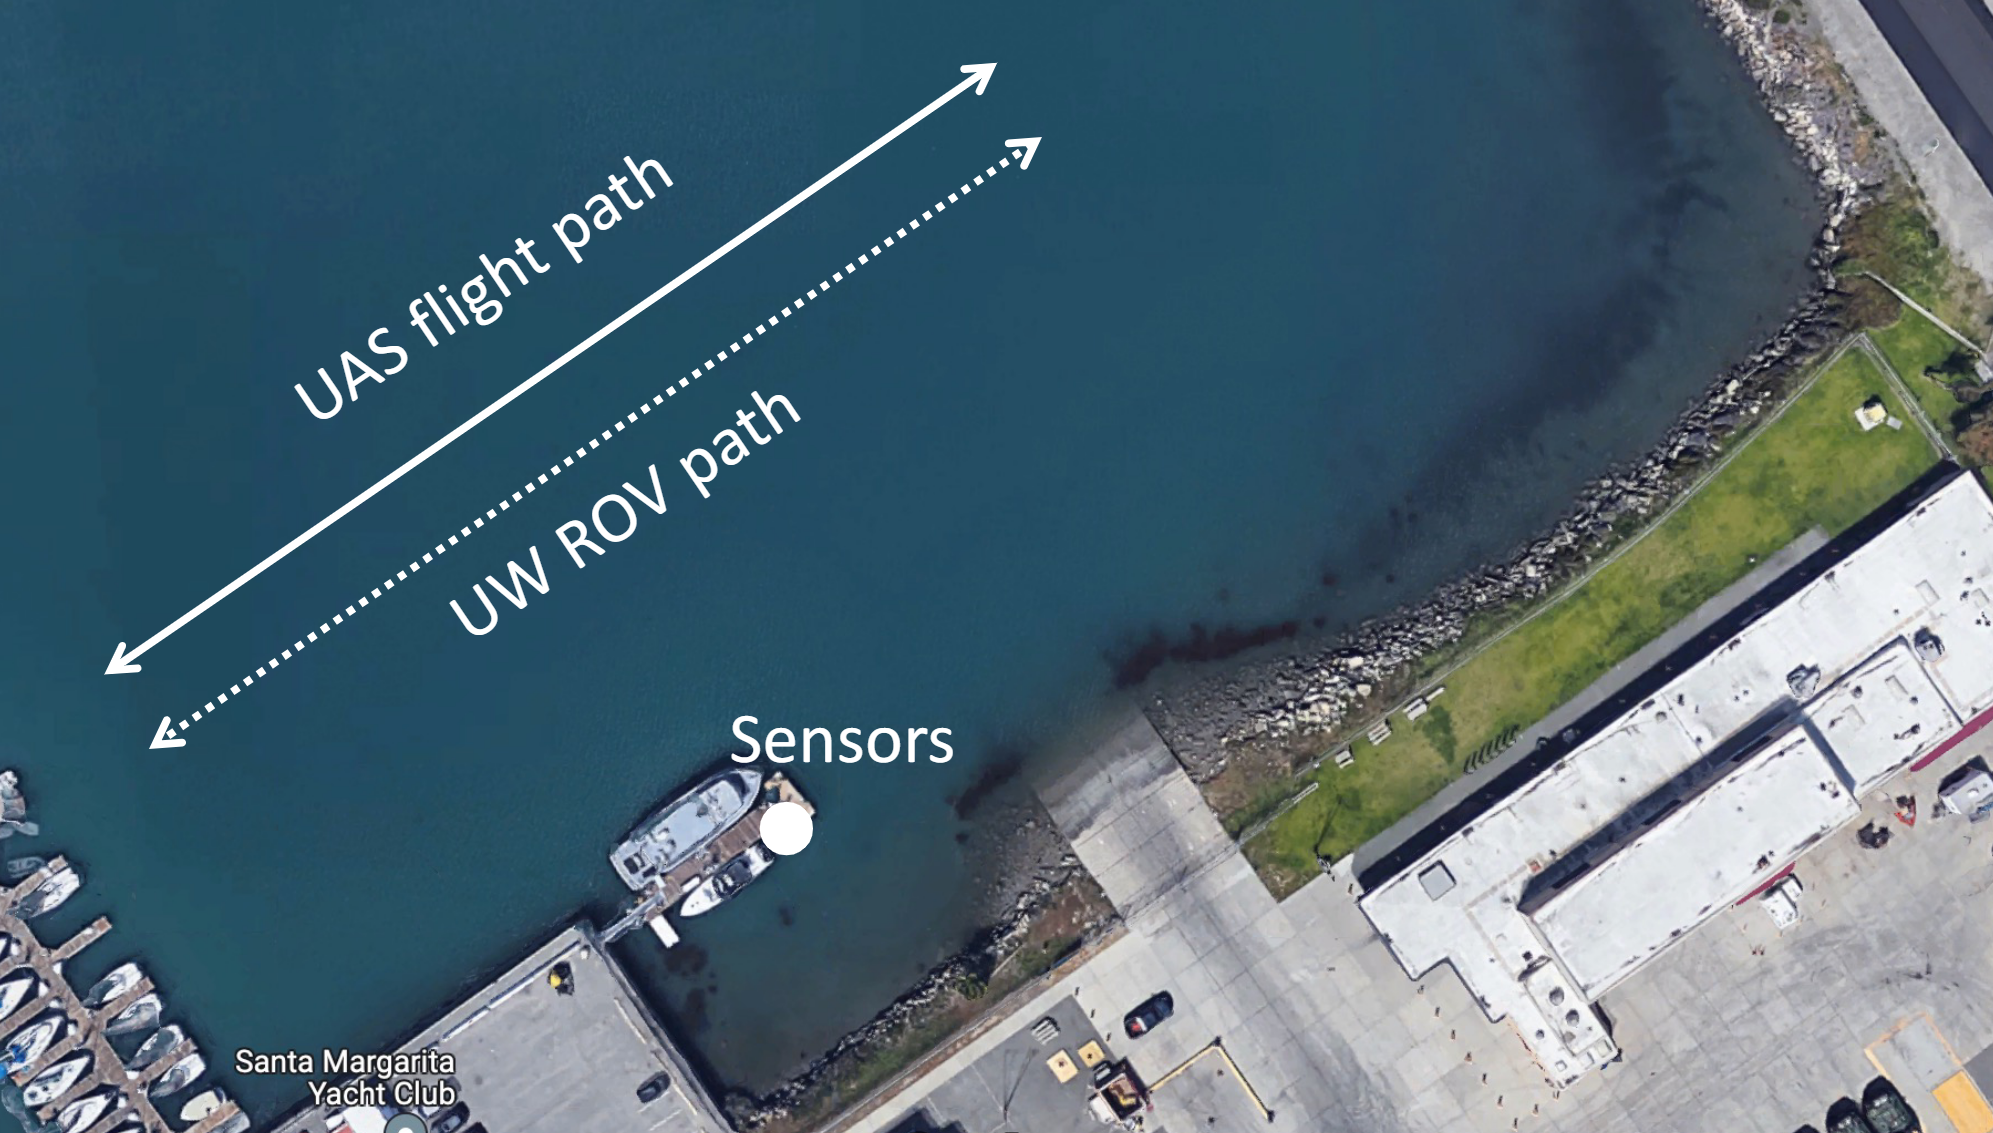 UAS flight path
UW ROV path
Sensors
Santa Margarita
Yacht Club